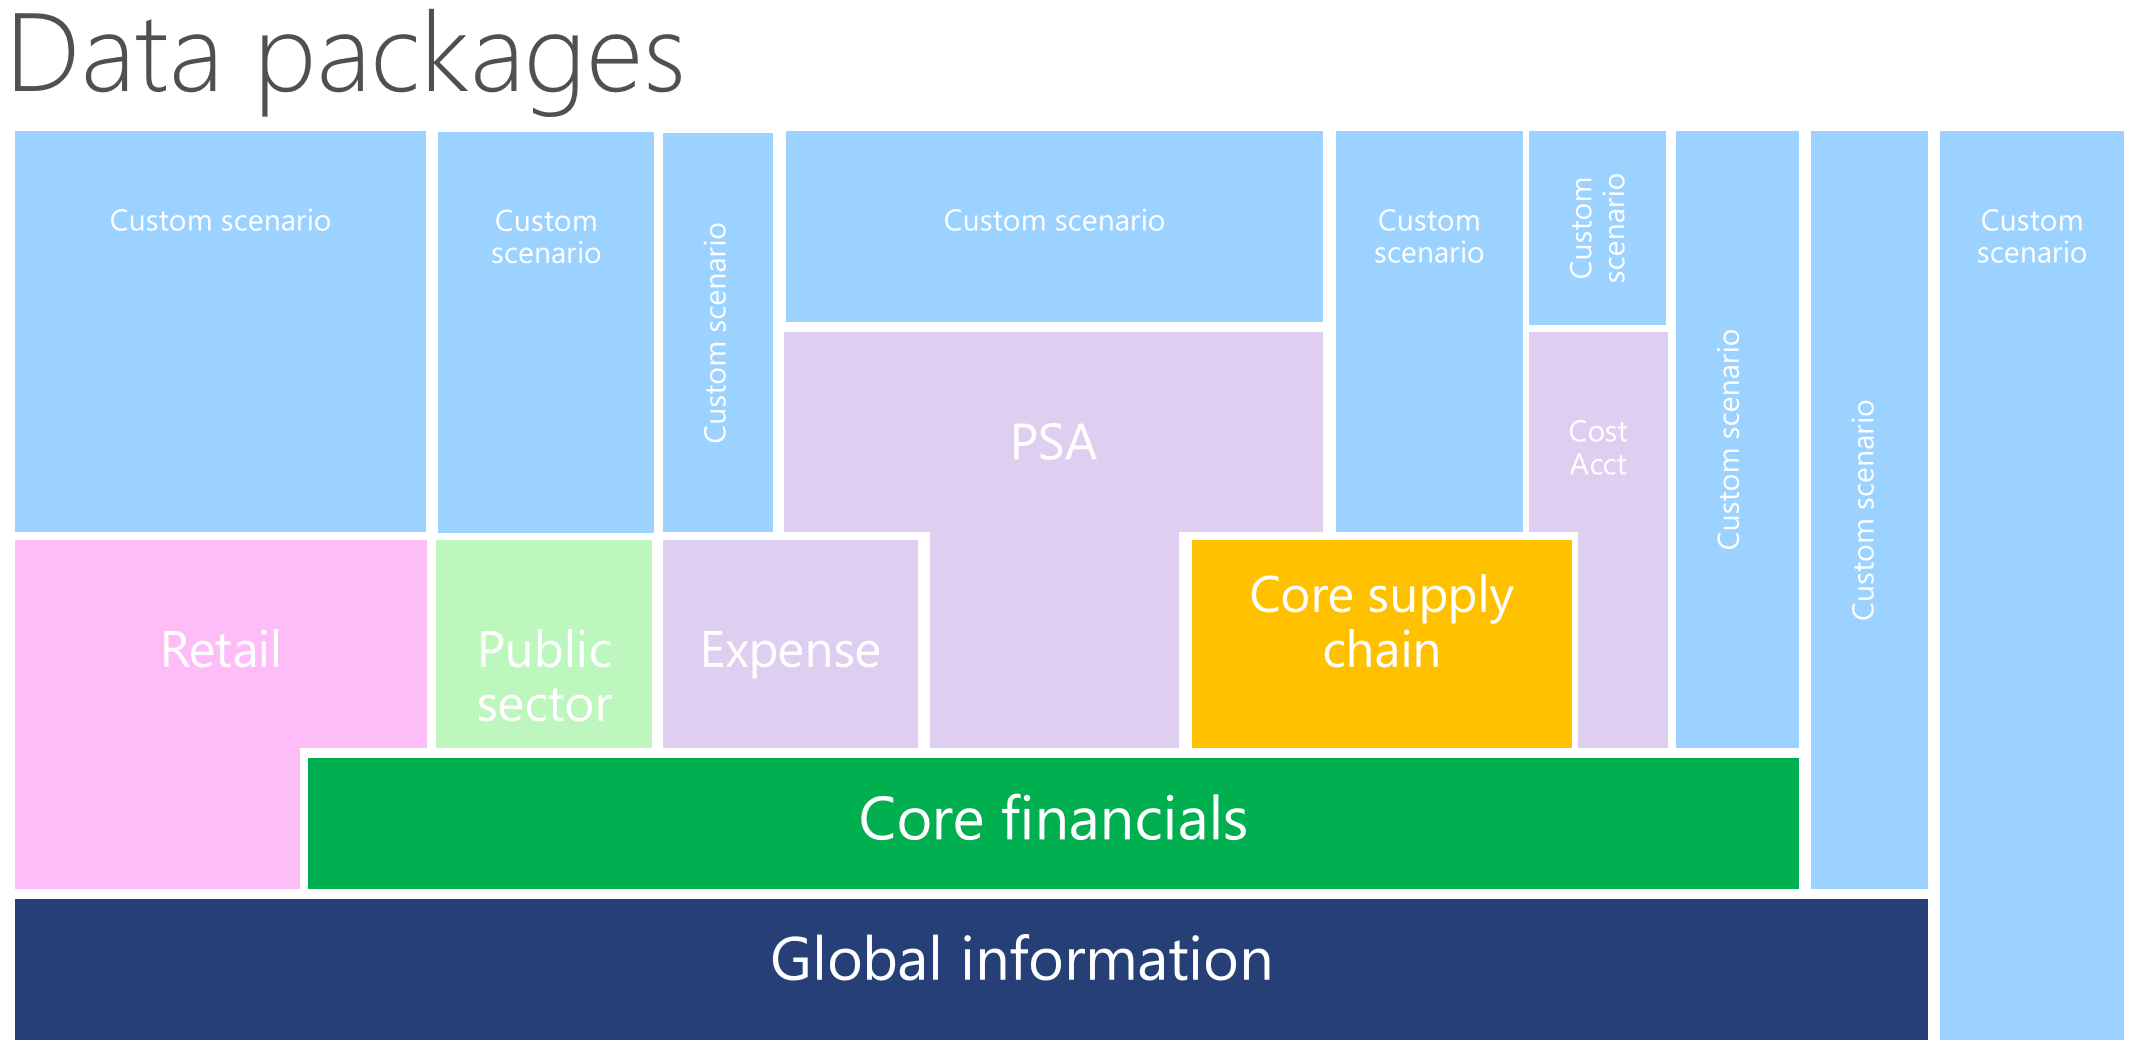 Data packages
Custom scenario
Custom
scenario
Custom scenario
Custom scenario
Custom
scenario
Custom
scenario
Custom scenario
Custom scenario
Custom
scenario
PSA
Cost
Acct
Retail
Public
sector
Expense
Core supply
chain
Core financials
Global information